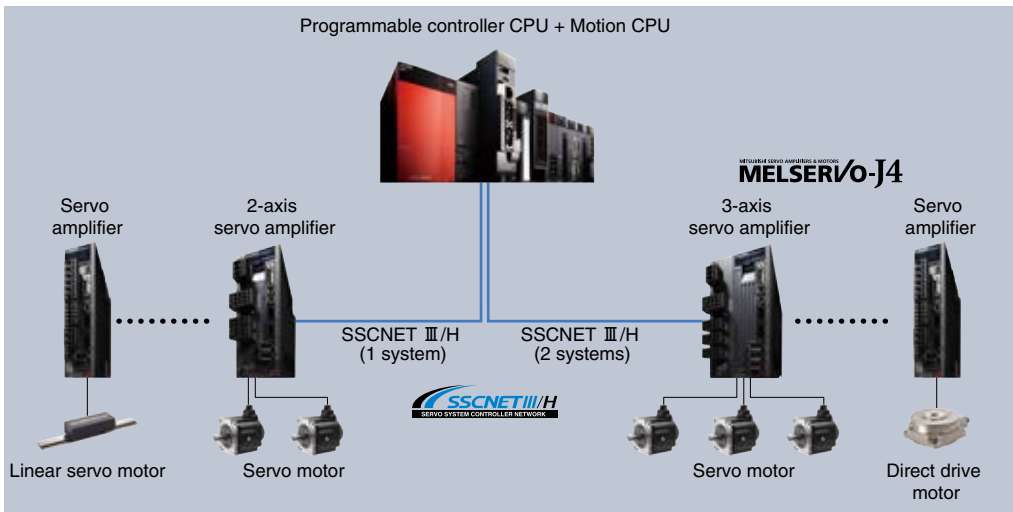 Programmable controller CPU + Motion CPU
MITSUBISHI SERVO AMPLIFIERS & MOTORS
MELSERVO-J4
Servo
amplifier
2-axis
servo amplifier
3-axis
servo amplifier
Servo
amplifier
SSCNET Ⅲ/H
(1 system)
SSCNET Ⅲ/H
(2 systems)
SSCNETⅢ/H
SERVO SYSTEM CONTROLLER NETWORK
Linear servo motor
Servo motor
Servo motor
Direct drive
motor